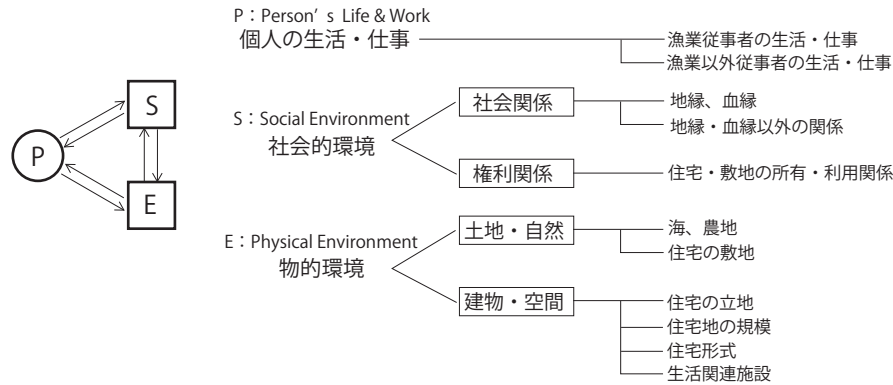 P：Person's Life & Work
個人の生活・仕事
漁業従事者の生活・仕事
漁業以外従事者の生活・仕事
S
P
E
S：Social Environment
社会的環境
社会関係
地縁、血縁
地縁・血縁以外の関係
権利関係
住宅・敷地の所有・利用関係
E：Physical Environment
物的環境
土地・自然
海、農地
住宅の敷地
建物・空間
住宅の立地
住宅地の規模
住宅形式
生活関連施設